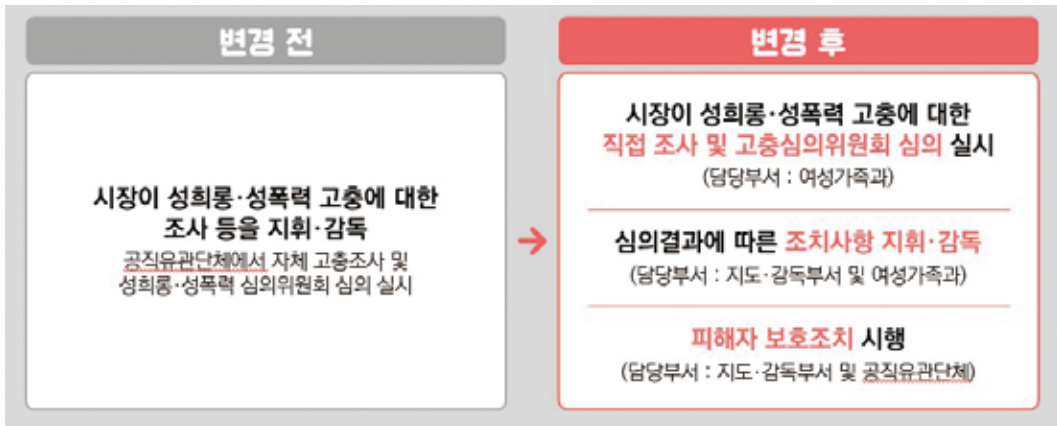 변경 전
시장이 성희롱·성폭력 고충에 대한
조사 등을 지휘·감독
공직유관단체에서 자체 고충조사 및
성희롱·성폭력 심의위원회 심의 실시
변경 후
시장이 성희롱·성폭력 고충에 대한
직접 조사 및 고충심의위원회 심의 실시
(담당부서 : 여성가족과)
심의결과에 따른 조치사항 지휘·감독
(담당부서 : 지도·감독부서 및 여성가족과)
피해자 보호조치 시행
(담당부서 : 지도·감독부서 및 공직유관단체)